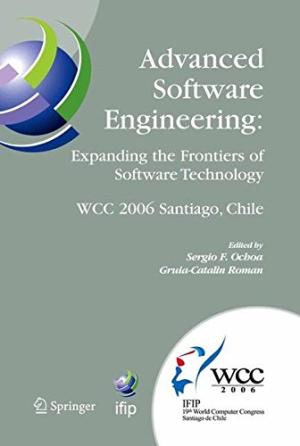 Advanced
Software
Engineering:
Expanding the Frontiers of
Software Technology
WCC 2006 Santiago, Chile
Edited by
Sergio F. Ochoa
Gruia-Catalin Roman
WCC
2006
IFIP
19th World Computer Congress
Santiago de Chile
Springer
ifip